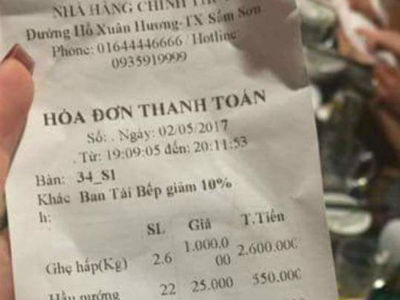 NHÀ HÀNG CHÍNH
Đường Hồ Xuân Hương-TX Sầm Sơn
Phone: 01644446666 / Hotline:
0935919999
HÓA ĐƠN THANH TOÁN
Số: . Ngày: 02/05/2017
. Từ: 19:09:05 đến: 20:11:53
Bàn: 34_S1
Khác Ban Tài Bếp giảm 10%
h:
SL Giá T.Tiền
Ghẹ hấp(Kg) 2.6 1.000,0 2.600.000
00
Hầu nướng 22 25.000 550.000